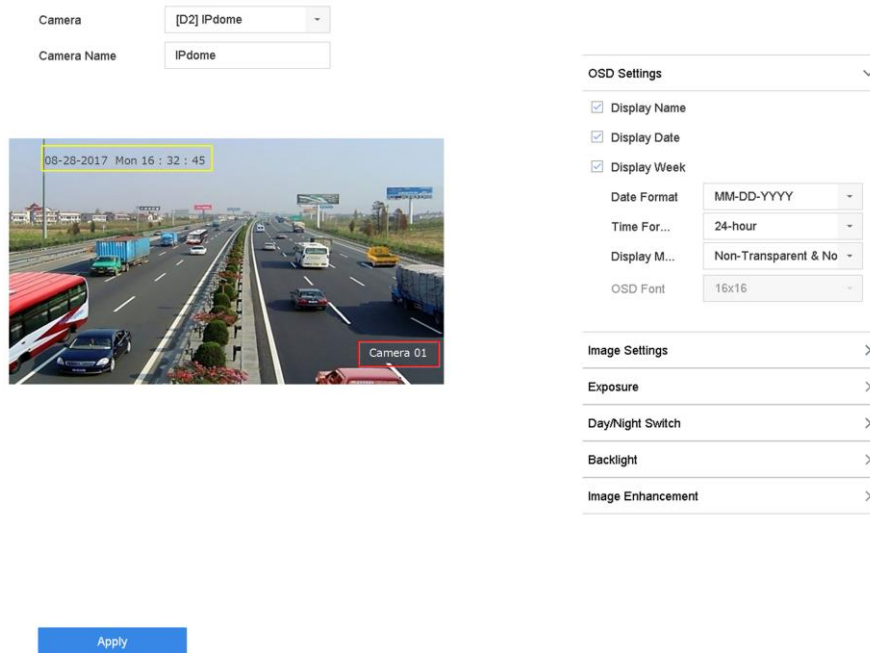 Camera [D2] IPdome
Camera Name IPdome
08-28-2017 Mon 16 : 32 : 45
Camera 01
OSD Settings
Display Name
Display Date
Display Week
Date Format MM-DD-YYYY
Time For... 24-hour
Display M... Non-Transparent & No
OSD Font 16x16
Image Settings
Exposure
Day/Night Switch
Backlight
Image Enhancement
Apply